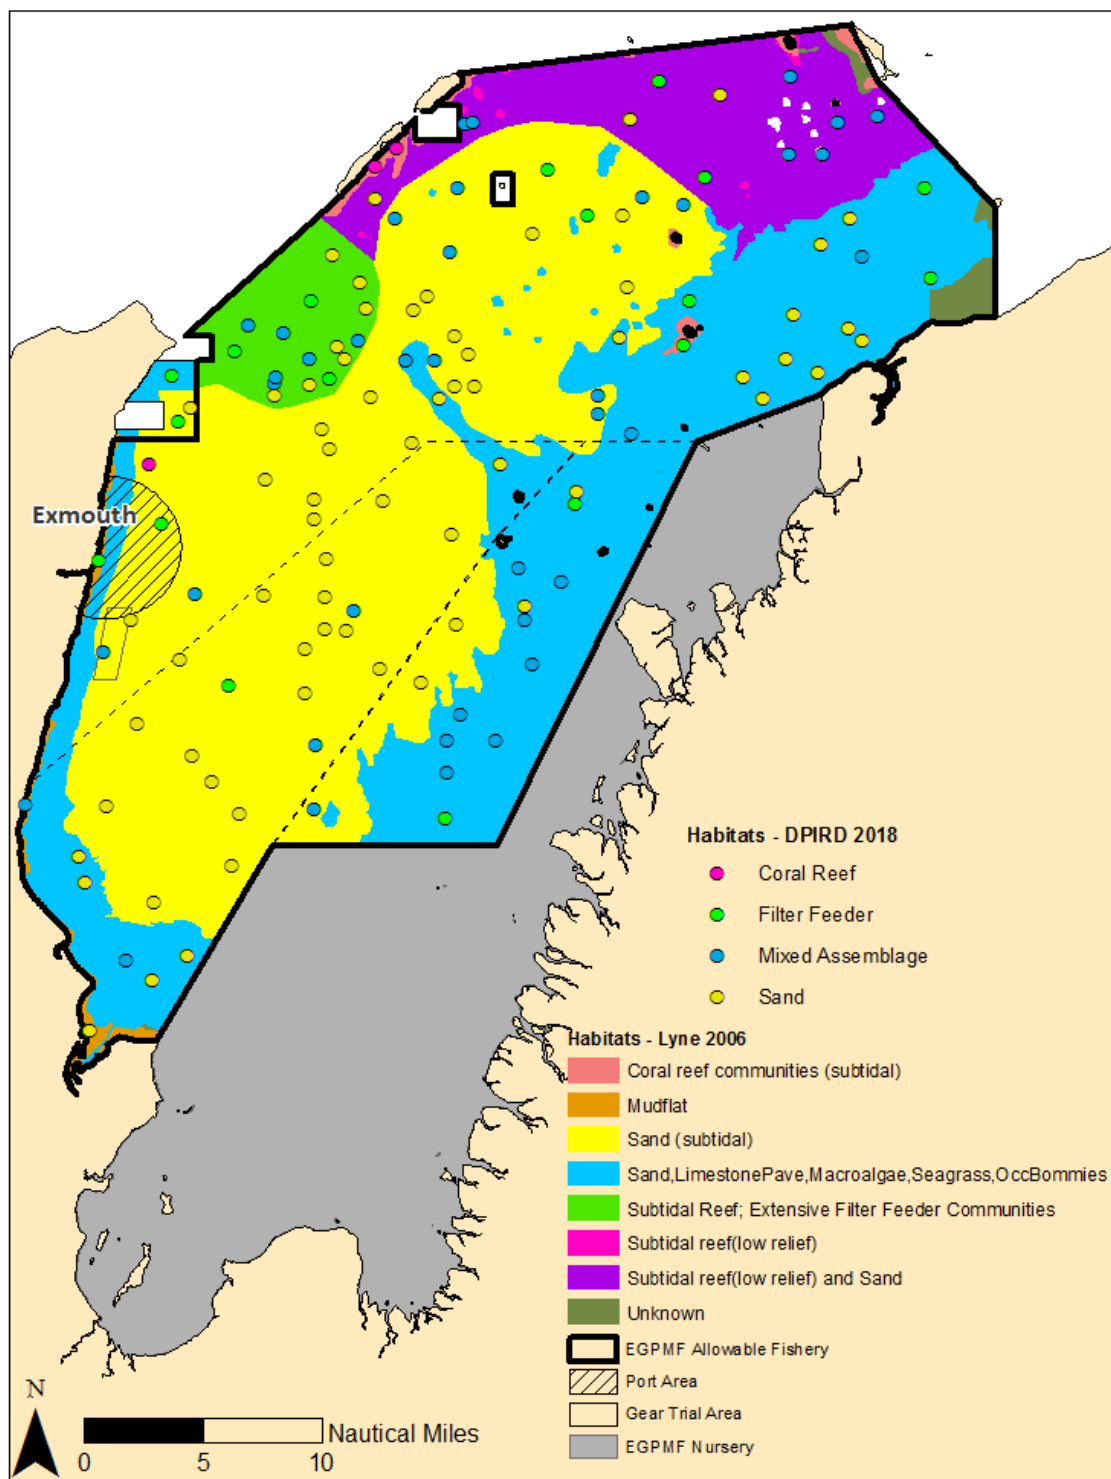 Exmouth
Habitats - DPIRD 2018
Coral Reef
Filter Feeder
Mixed Assemblage
Sand
Habitats - Lyne 2006
Coral reef communities (subtidal)
Mudflat
Sand (subtidal)
Sand,LimestonePave,Macroalgae,Seagrass,OccBommies
Subtidal Reef; Extensive Filter Feeder Communities
Subtidal reef(low relief)
Subtidal reef(low relief) and Sand
Unknown
EGPMF Allowable Fishery
Port Area
Gear Trial Area
EGPMF Nursery
N
Nautical Miles
0 5 10